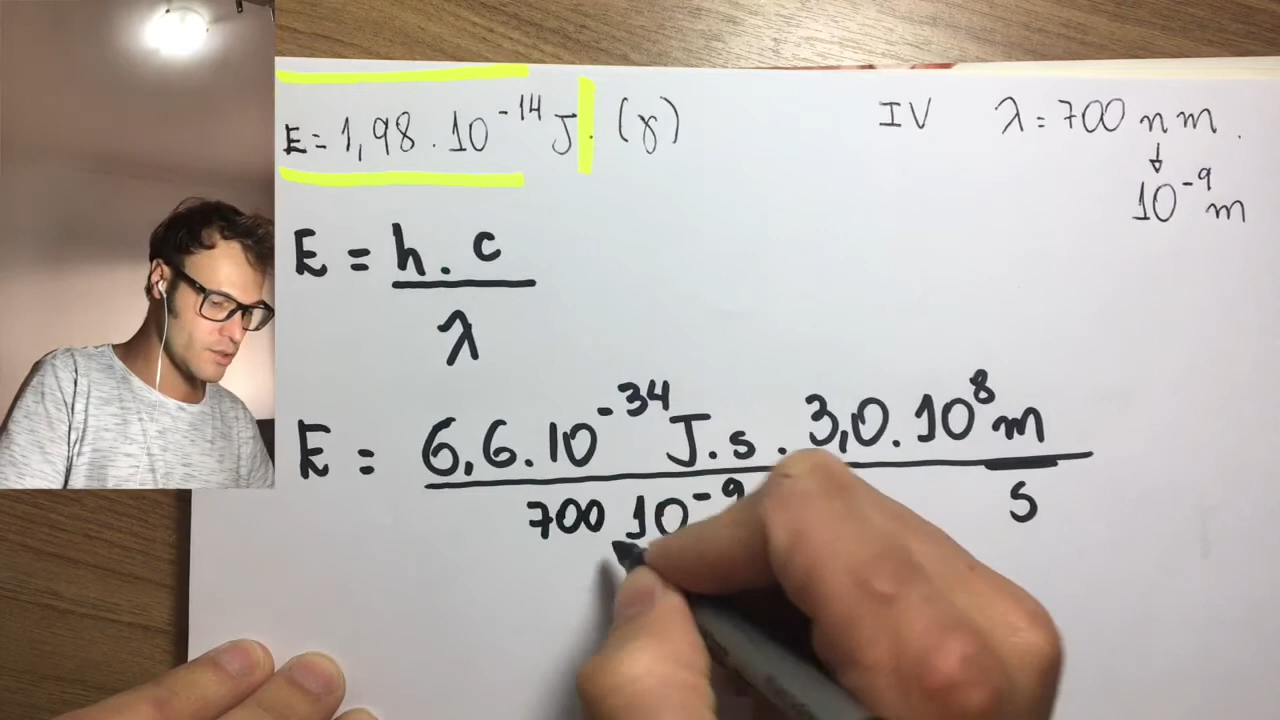 E = 1,98 . 10⁻¹⁴ J . (γ)
IV λ = 700 nm .
↓
10⁻⁹ m
E = h . c
λ
E = 6,6 . 10⁻³⁴ J . s . 3,0 . 10⁸ m
700 10⁻⁹ s